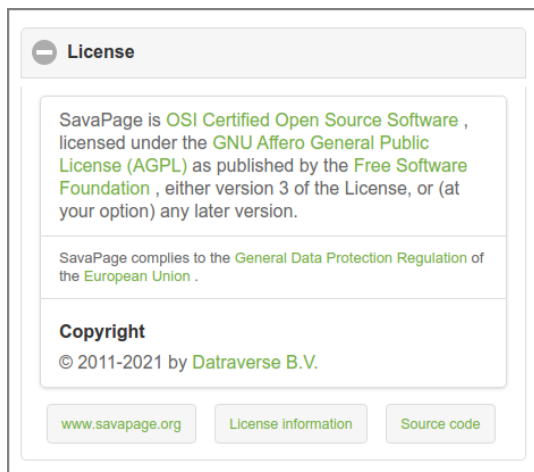 License
SavaPage is OSI Certified Open Source Software ,
licensed under the GNU Affero General Public
License (AGPL) as published by the Free Software
Foundation , either version 3 of the License, or (at
your option) any later version.
SavaPage complies to the General Data Protection Regulation of
the European Union .
Copyright
© 2011-2021 by Datraverse B.V.
www.savapage.org License information Source code